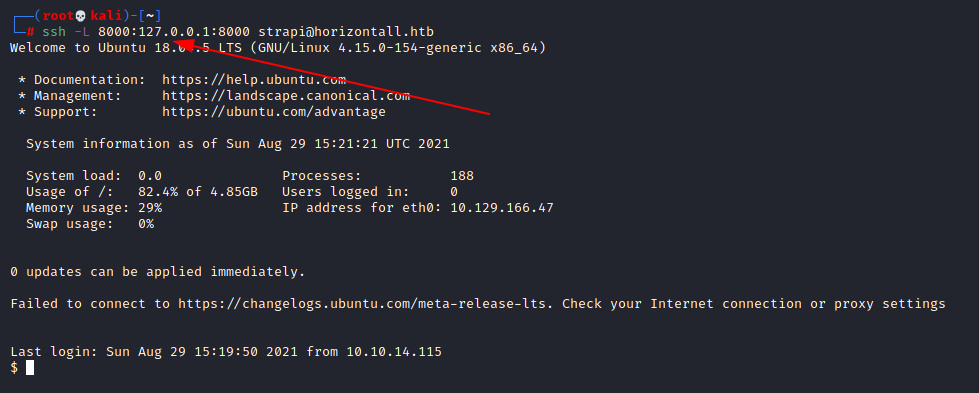 (root💀kali)-[~]
# ssh -L 8000:127.0.0.1:8000 strapi@horizontall.htb
Welcome to Ubuntu 18.04.5 LTS (GNU/Linux 4.15.0-154-generic x86_64)
* Documentation:  https://help.ubuntu.com
* Management:     https://landscape.canonical.com
* Support:        https://ubuntu.com/advantage
System information as of Sun Aug 29 15:21:21 UTC 2021
System load:  0.0               Processes:           188
Usage of /:   82.4% of 4.85GB   Users logged in:     0
Memory usage: 29%               IP address for eth0: 10.129.166.47
Swap usage:   0%
0 updates can be applied immediately.
Failed to connect to https://changelogs.ubuntu.com/meta-release-lts. Check your Internet connection or proxy settings
Last login: Sun Aug 29 15:19:50 2021 from 10.10.14.115
$